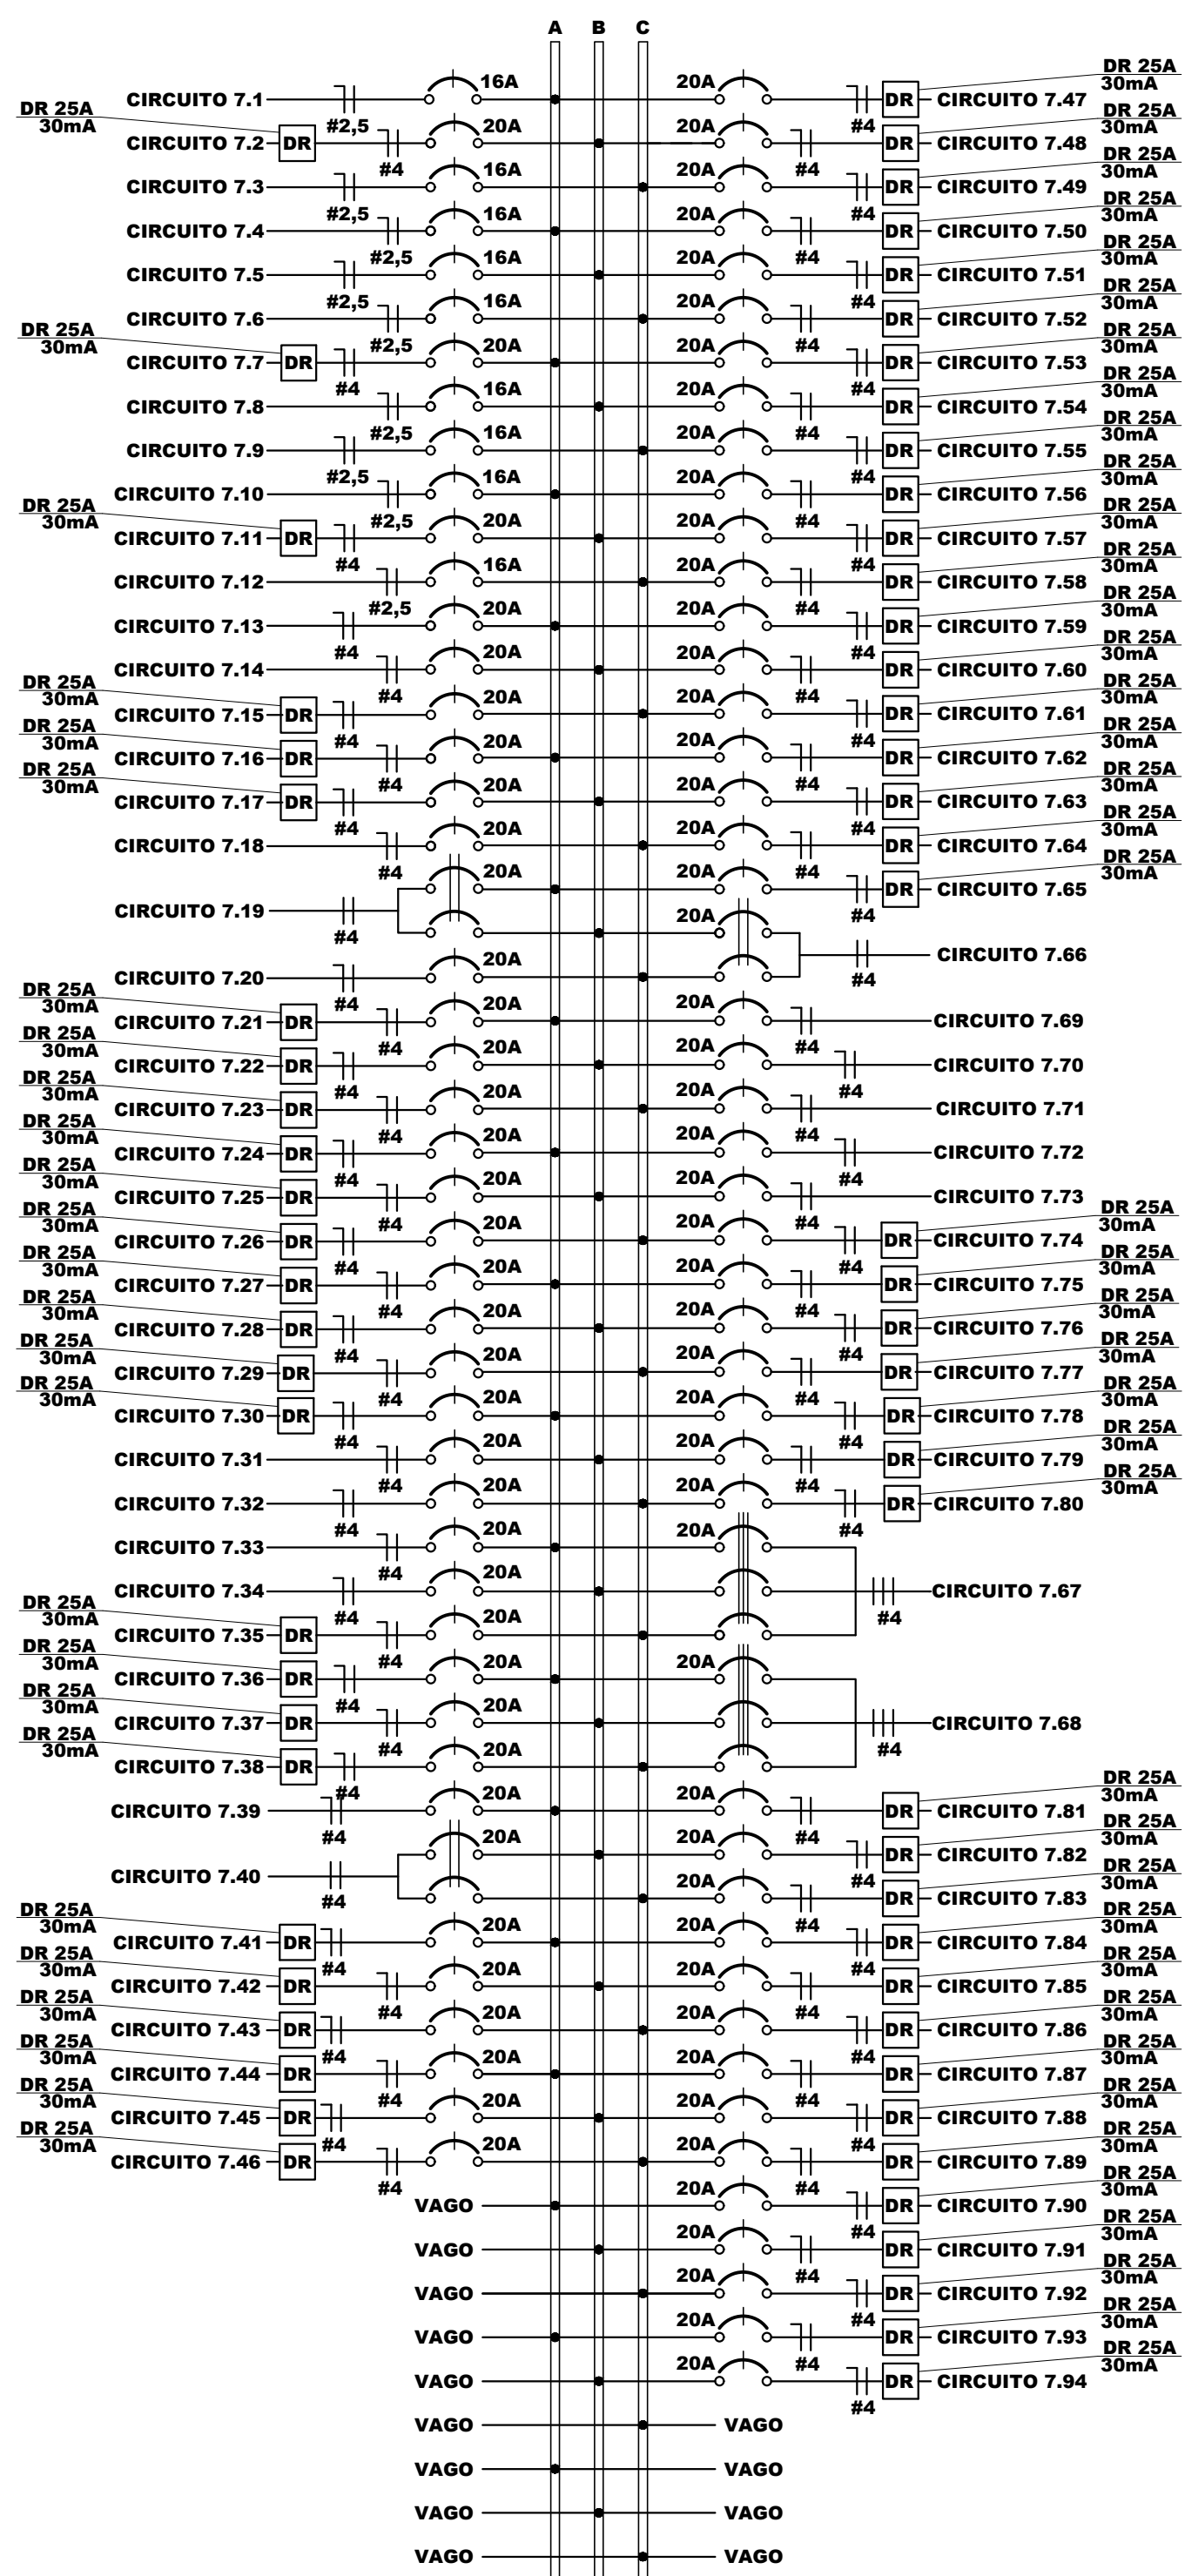 A B C
DR 25A
16A 20A 30mA
CIRCUITO 7.1 DR CIRCUITO 7.47
DR 25A DR 25A
30mA #2,5 20A 20A #4 30mA
CIRCUITO 7.2 DR DR CIRCUITO 7.48
DR 25A
#4 16A 20A #4 30mA
CIRCUITO 7.3 DR CIRCUITO 7.49
DR 25A
#2,5 16A 20A #4 30mA
CIRCUITO 7.4 DR CIRCUITO 7.50
DR 25A
#2,5 16A 20A #4 30mA
CIRCUITO 7.5 DR CIRCUITO 7.51
DR 25A
#2,5 16A 20A #4 30mA
CIRCUITO 7.6 DR CIRCUITO 7.52
DR 25A DR 25A
30mA #2,5 20A 20A #4 30mA
CIRCUITO 7.7 DR DR CIRCUITO 7.53
DR 25A
#4 16A 20A #4 30mA
CIRCUITO 7.8 DR CIRCUITO 7.54
DR 25A
#2,5 16A 20A #4 30mA
CIRCUITO 7.9 DR CIRCUITO 7.55
DR 25A
#2,5 16A 20A #4 30mA
CIRCUITO 7.10 DR CIRCUITO 7.56
DR 25A DR 25A
30mA #2,5 20A 20A #4 30mA
CIRCUITO 7.11 DR DR CIRCUITO 7.57
DR 25A
#4 16A 20A #4 30mA
CIRCUITO 7.12 DR CIRCUITO 7.58
DR 25A
#2,5 20A 20A #4 30mA
CIRCUITO 7.13 DR CIRCUITO 7.59
DR 25A
#4 20A 20A #4 30mA
CIRCUITO 7.14 DR CIRCUITO 7.60
DR 25A DR 25A
30mA #4 20A 20A #4 30mA
CIRCUITO 7.15 DR DR CIRCUITO 7.61
DR 25A DR 25A
30mA #4 20A 20A #4 30mA
CIRCUITO 7.16 DR DR CIRCUITO 7.62
DR 25A DR 25A
30mA #4 20A 20A #4 30mA
CIRCUITO 7.17 DR DR CIRCUITO 7.63
DR 25A
#4 20A 20A #4 30mA
CIRCUITO 7.18 DR CIRCUITO 7.64
DR 25A
#4 20A 20A #4 30mA
DR CIRCUITO 7.65
CIRCUITO 7.19 20A #4
#4
CIRCUITO 7.66
20A #4
CIRCUITO 7.20
DR 25A
30mA #4 20A 20A
CIRCUITO 7.21 DR CIRCUITO 7.69
DR 25A
30mA #4 20A 20A #4
CIRCUITO 7.22 DR CIRCUITO 7.70
DR 25A
30mA #4 20A 20A #4
CIRCUITO 7.23 DR CIRCUITO 7.71
DR 25A
30mA #4 20A 20A #4
CIRCUITO 7.24 DR CIRCUITO 7.72
DR 25A
30mA #4 20A 20A #4
CIRCUITO 7.25 DR CIRCUITO 7.73
DR 25A DR 25A
30mA #4 20A 20A #4 30mA
CIRCUITO 7.26 DR DR CIRCUITO 7.74
DR 25A DR 25A
30mA #4 20A 20A #4 30mA
CIRCUITO 7.27 DR DR CIRCUITO 7.75
DR 25A DR 25A
30mA #4 20A 20A #4 30mA
CIRCUITO 7.28 DR DR CIRCUITO 7.76
DR 25A DR 25A
30mA #4 20A 20A #4 30mA
CIRCUITO 7.29 DR DR CIRCUITO 7.77
DR 25A DR 25A
30mA #4 20A 20A #4 30mA
CIRCUITO 7.30 DR DR CIRCUITO 7.78
DR 25A
#4 20A 20A #4 30mA
CIRCUITO 7.31 DR CIRCUITO 7.79
DR 25A
#4 20A 20A #4 30mA
CIRCUITO 7.32 DR CIRCUITO 7.80
#4 20A 20A #4
CIRCUITO 7.33
#4 20A
CIRCUITO 7.34 CIRCUITO 7.67
DR 25A
30mA #4 20A #4
CIRCUITO 7.35 DR
DR 25A
30mA #4 20A 20A
CIRCUITO 7.36 DR
DR 25A
30mA #4 20A
CIRCUITO 7.37 DR CIRCUITO 7.68
DR 25A
30mA #4 20A #4
CIRCUITO 7.38 DR
DR 25A
#4 20A 20A 30mA
CIRCUITO 7.39 DR CIRCUITO 7.81
DR 25A
#4 20A 20A #4 30mA
DR CIRCUITO 7.82
CIRCUITO 7.40 DR 25A
#4 20A #4 30mA
DR CIRCUITO 7.83
DR 25A DR 25A
30mA 20A 20A #4 30mA
CIRCUITO 7.41 DR DR CIRCUITO 7.84
DR 25A DR 25A
30mA #4 20A 20A #4 30mA
CIRCUITO 7.42 DR DR CIRCUITO 7.85
DR 25A DR 25A
30mA #4 20A 20A #4 30mA
CIRCUITO 7.43 DR DR CIRCUITO 7.86
DR 25A DR 25A
30mA #4 20A 20A #4 30mA
CIRCUITO 7.44 DR DR CIRCUITO 7.87
DR 25A DR 25A
30mA #4 20A 20A #4 30mA
CIRCUITO 7.45 DR DR CIRCUITO 7.88
DR 25A DR 25A
30mA #4 20A 20A #4 30mA
CIRCUITO 7.46 DR DR CIRCUITO 7.89
DR 25A
#4 20A #4 30mA
VAGO DR CIRCUITO 7.90
DR 25A
20A #4 30mA
VAGO DR CIRCUITO 7.91
DR 25A
20A #4 30mA
VAGO DR CIRCUITO 7.92
DR 25A
20A #4 30mA
VAGO DR CIRCUITO 7.93
DR 25A
20A #4 30mA
VAGO DR CIRCUITO 7.94
#4
VAGO VAGO
VAGO VAGO
VAGO VAGO
VAGO VAGO